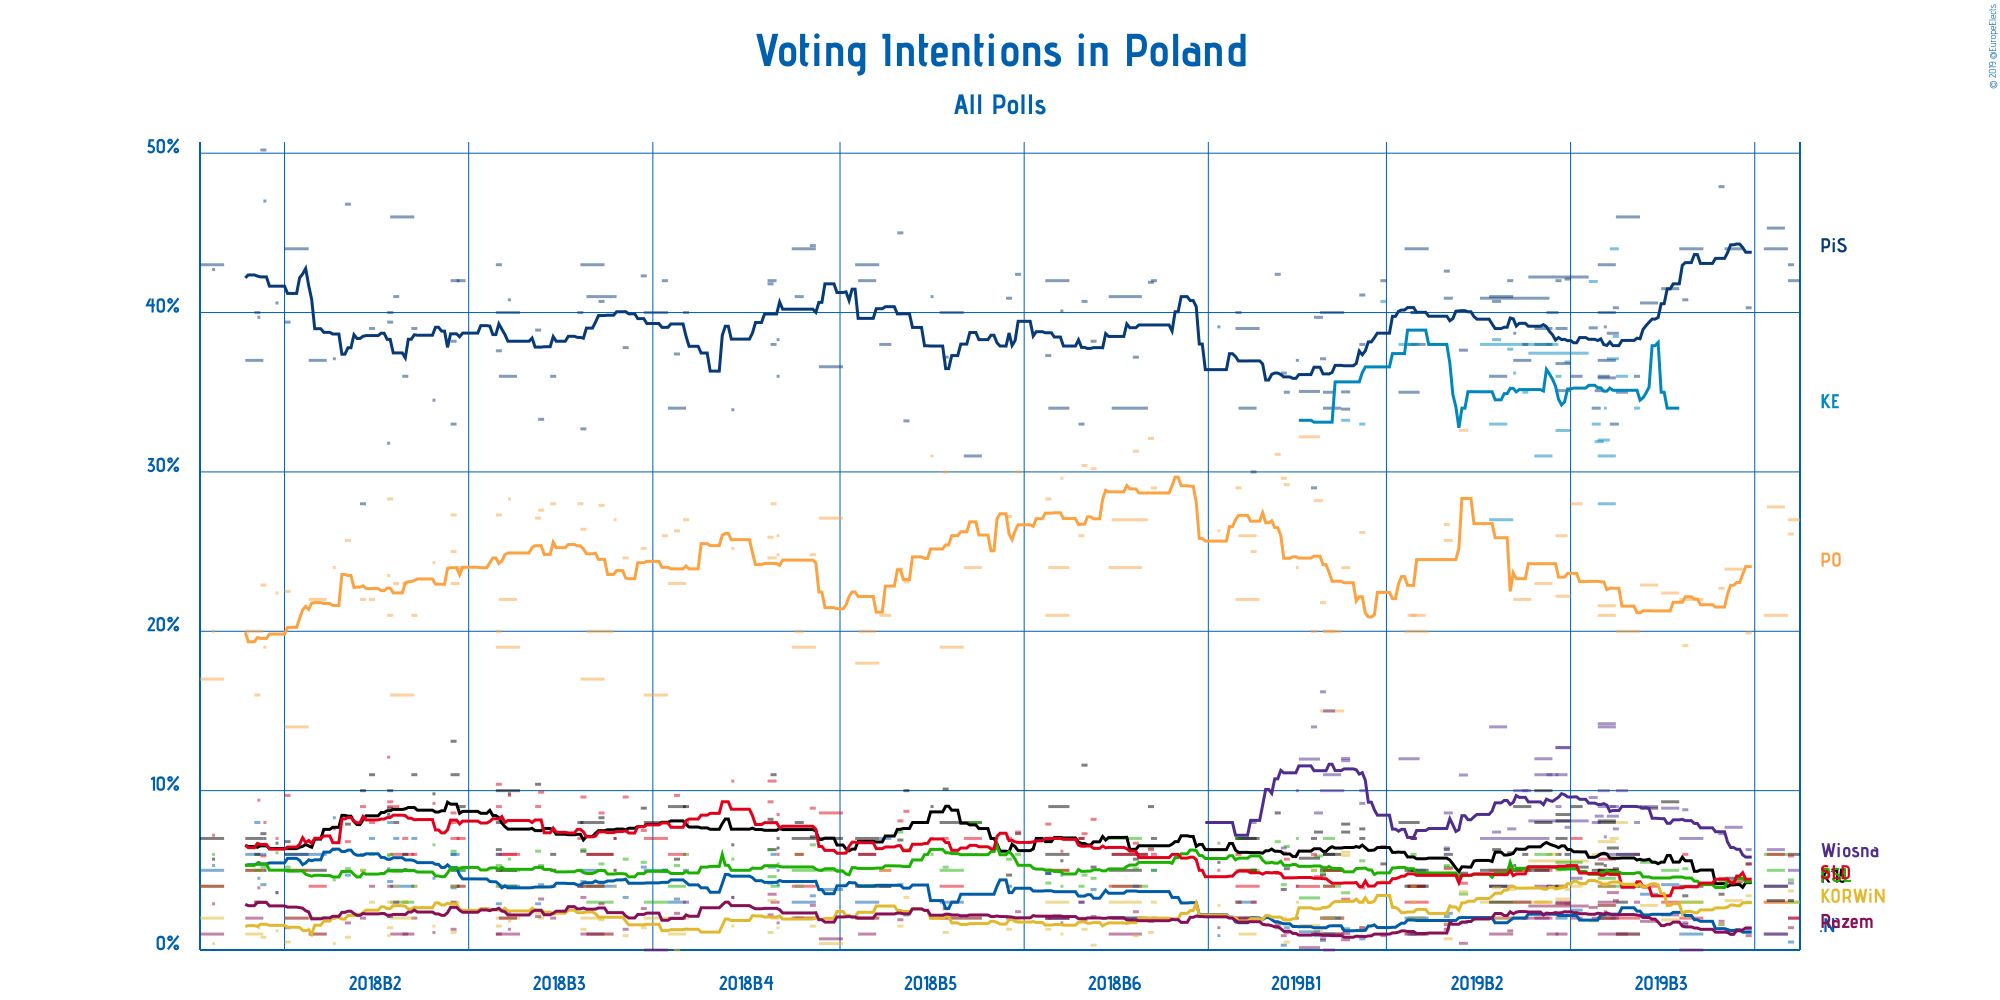 Voting Intentions in Poland
All Polls
© 2019 @EuropeElects
50%
40%
30%
20%
10%
0%
PiS
KE
PO
Wiosna
SLD
KORWiN
Razem
.N
2018B2 2018B3 2018B4 2018B5 2018B6 2019B1 2019B2 2019B3